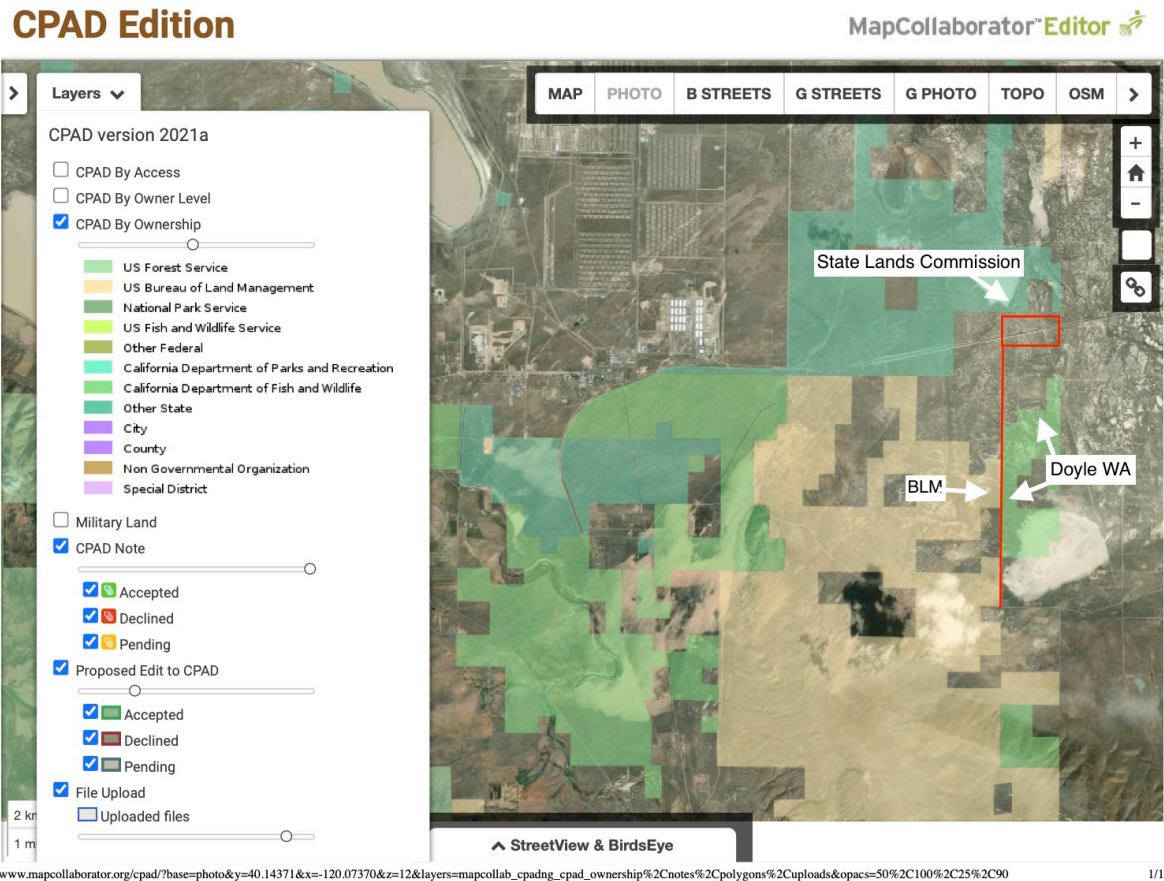 CPAD Edition
MapCollaborator™ Editor
Layers
MAP PHOTO B STREETS G STREETS G PHOTO TOPO OSM
CPAD version 2021a
CPAD By Access
CPAD By Owner Level
CPAD By Ownership
US Forest Service
US Bureau of Land Management
National Park Service
US Fish and Wildlife Service
Other Federal
California Department of Parks and Recreation
California Department of Fish and Wildlife
Other State
City
County
Non Governmental Organization
Special District
Military Land
CPAD Note
Accepted
Declined
Pending
Proposed Edit to CPAD
Accepted
Declined
Pending
File Upload
Uploaded files
+
−
State Lands Commission
Doyle WA
BLM
2 km
1 m
StreetView & BirdsEye
www.mapcollaborator.org/cpad/?base=photo&y=40.14371&x=-120.07370&z=12&layers=mapcollab_cpadng_cpad_ownership%2Cnotes%2Cpolygons%2Cuploads&opacs=50%2C100%2C25%2C90
1/1